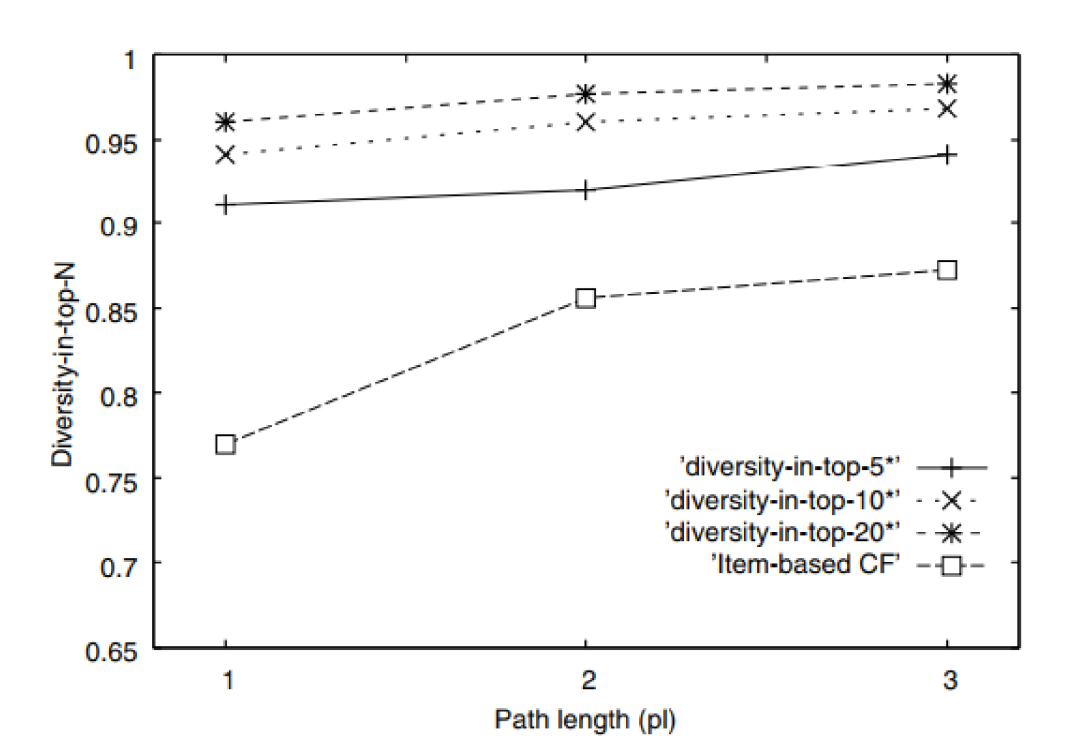 1
0.95
0.9
0.85
0.8
0.75
0.7
0.65
Diversity-in-top-N
'diversity-in-top-5*'
'diversity-in-top-10*'
'diversity-in-top-20*'
'Item-based CF'
1 2 3
Path length (pl)